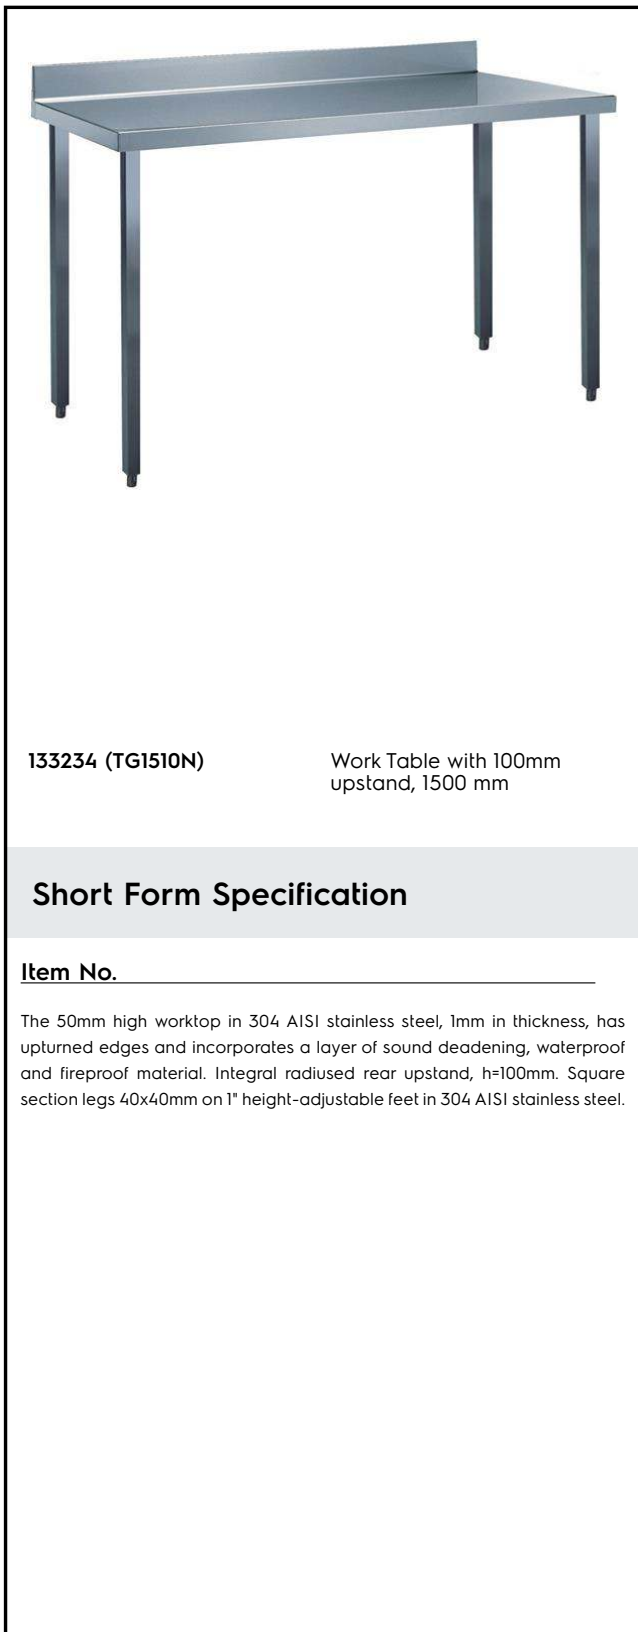 133234 (TG1510N)
Work Table with 100mm
upstand, 1500 mm
Short Form Specification
Item No.
The 50mm high worktop in 304 AISI stainless steel, 1mm in thickness, has
upturned edges and incorporates a layer of sound deadening, waterproof
and fireproof material. Integral radiused rear upstand, h=100mm. Square
section legs 40x40mm on 1" height-adjustable feet in 304 AISI stainless steel.